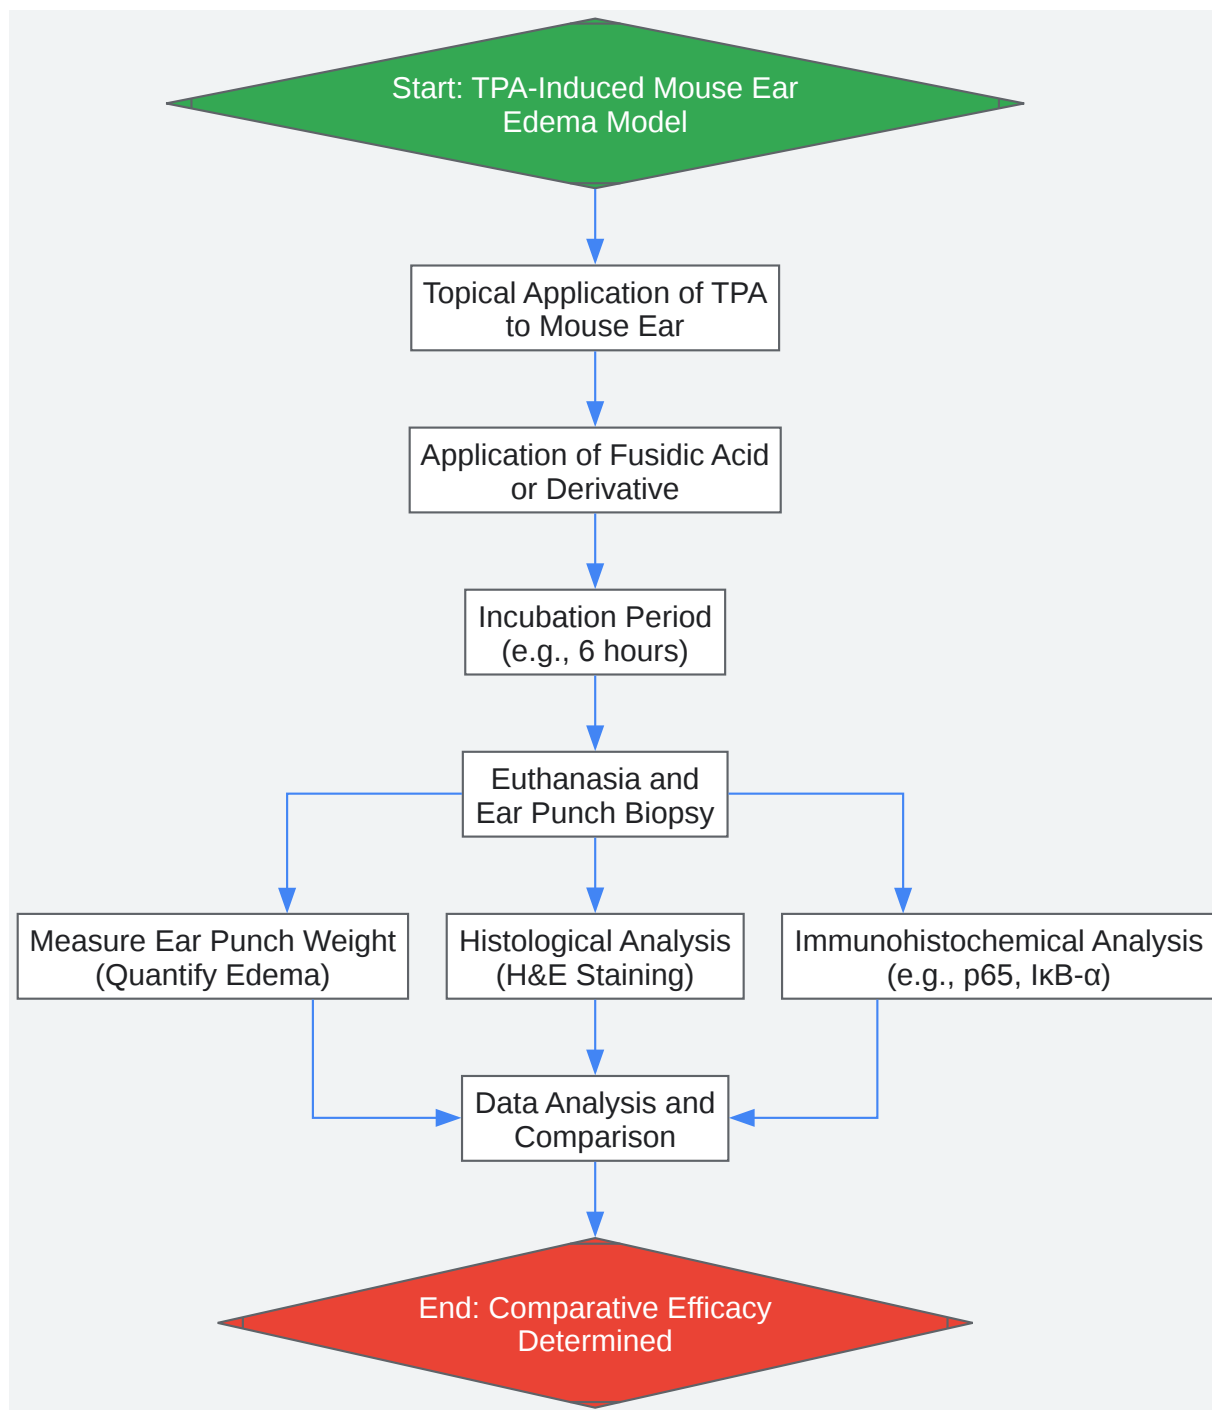 Start: TPA-Induced Mouse Ear
Edema Model
Topical Application of TPA
to Mouse Ear
Application of Fusidic Acid
or Derivative
Incubation Period
(e.g., 6 hours)
Euthanasia and
Ear Punch Biopsy
Measure Ear Punch Weight
(Quantify Edema)
Histological Analysis
(H&E Staining)
Immunohistochemical Analysis
(e.g., p65, IκB-α)
Data Analysis and
Comparison
End: Comparative Efficacy
Determined